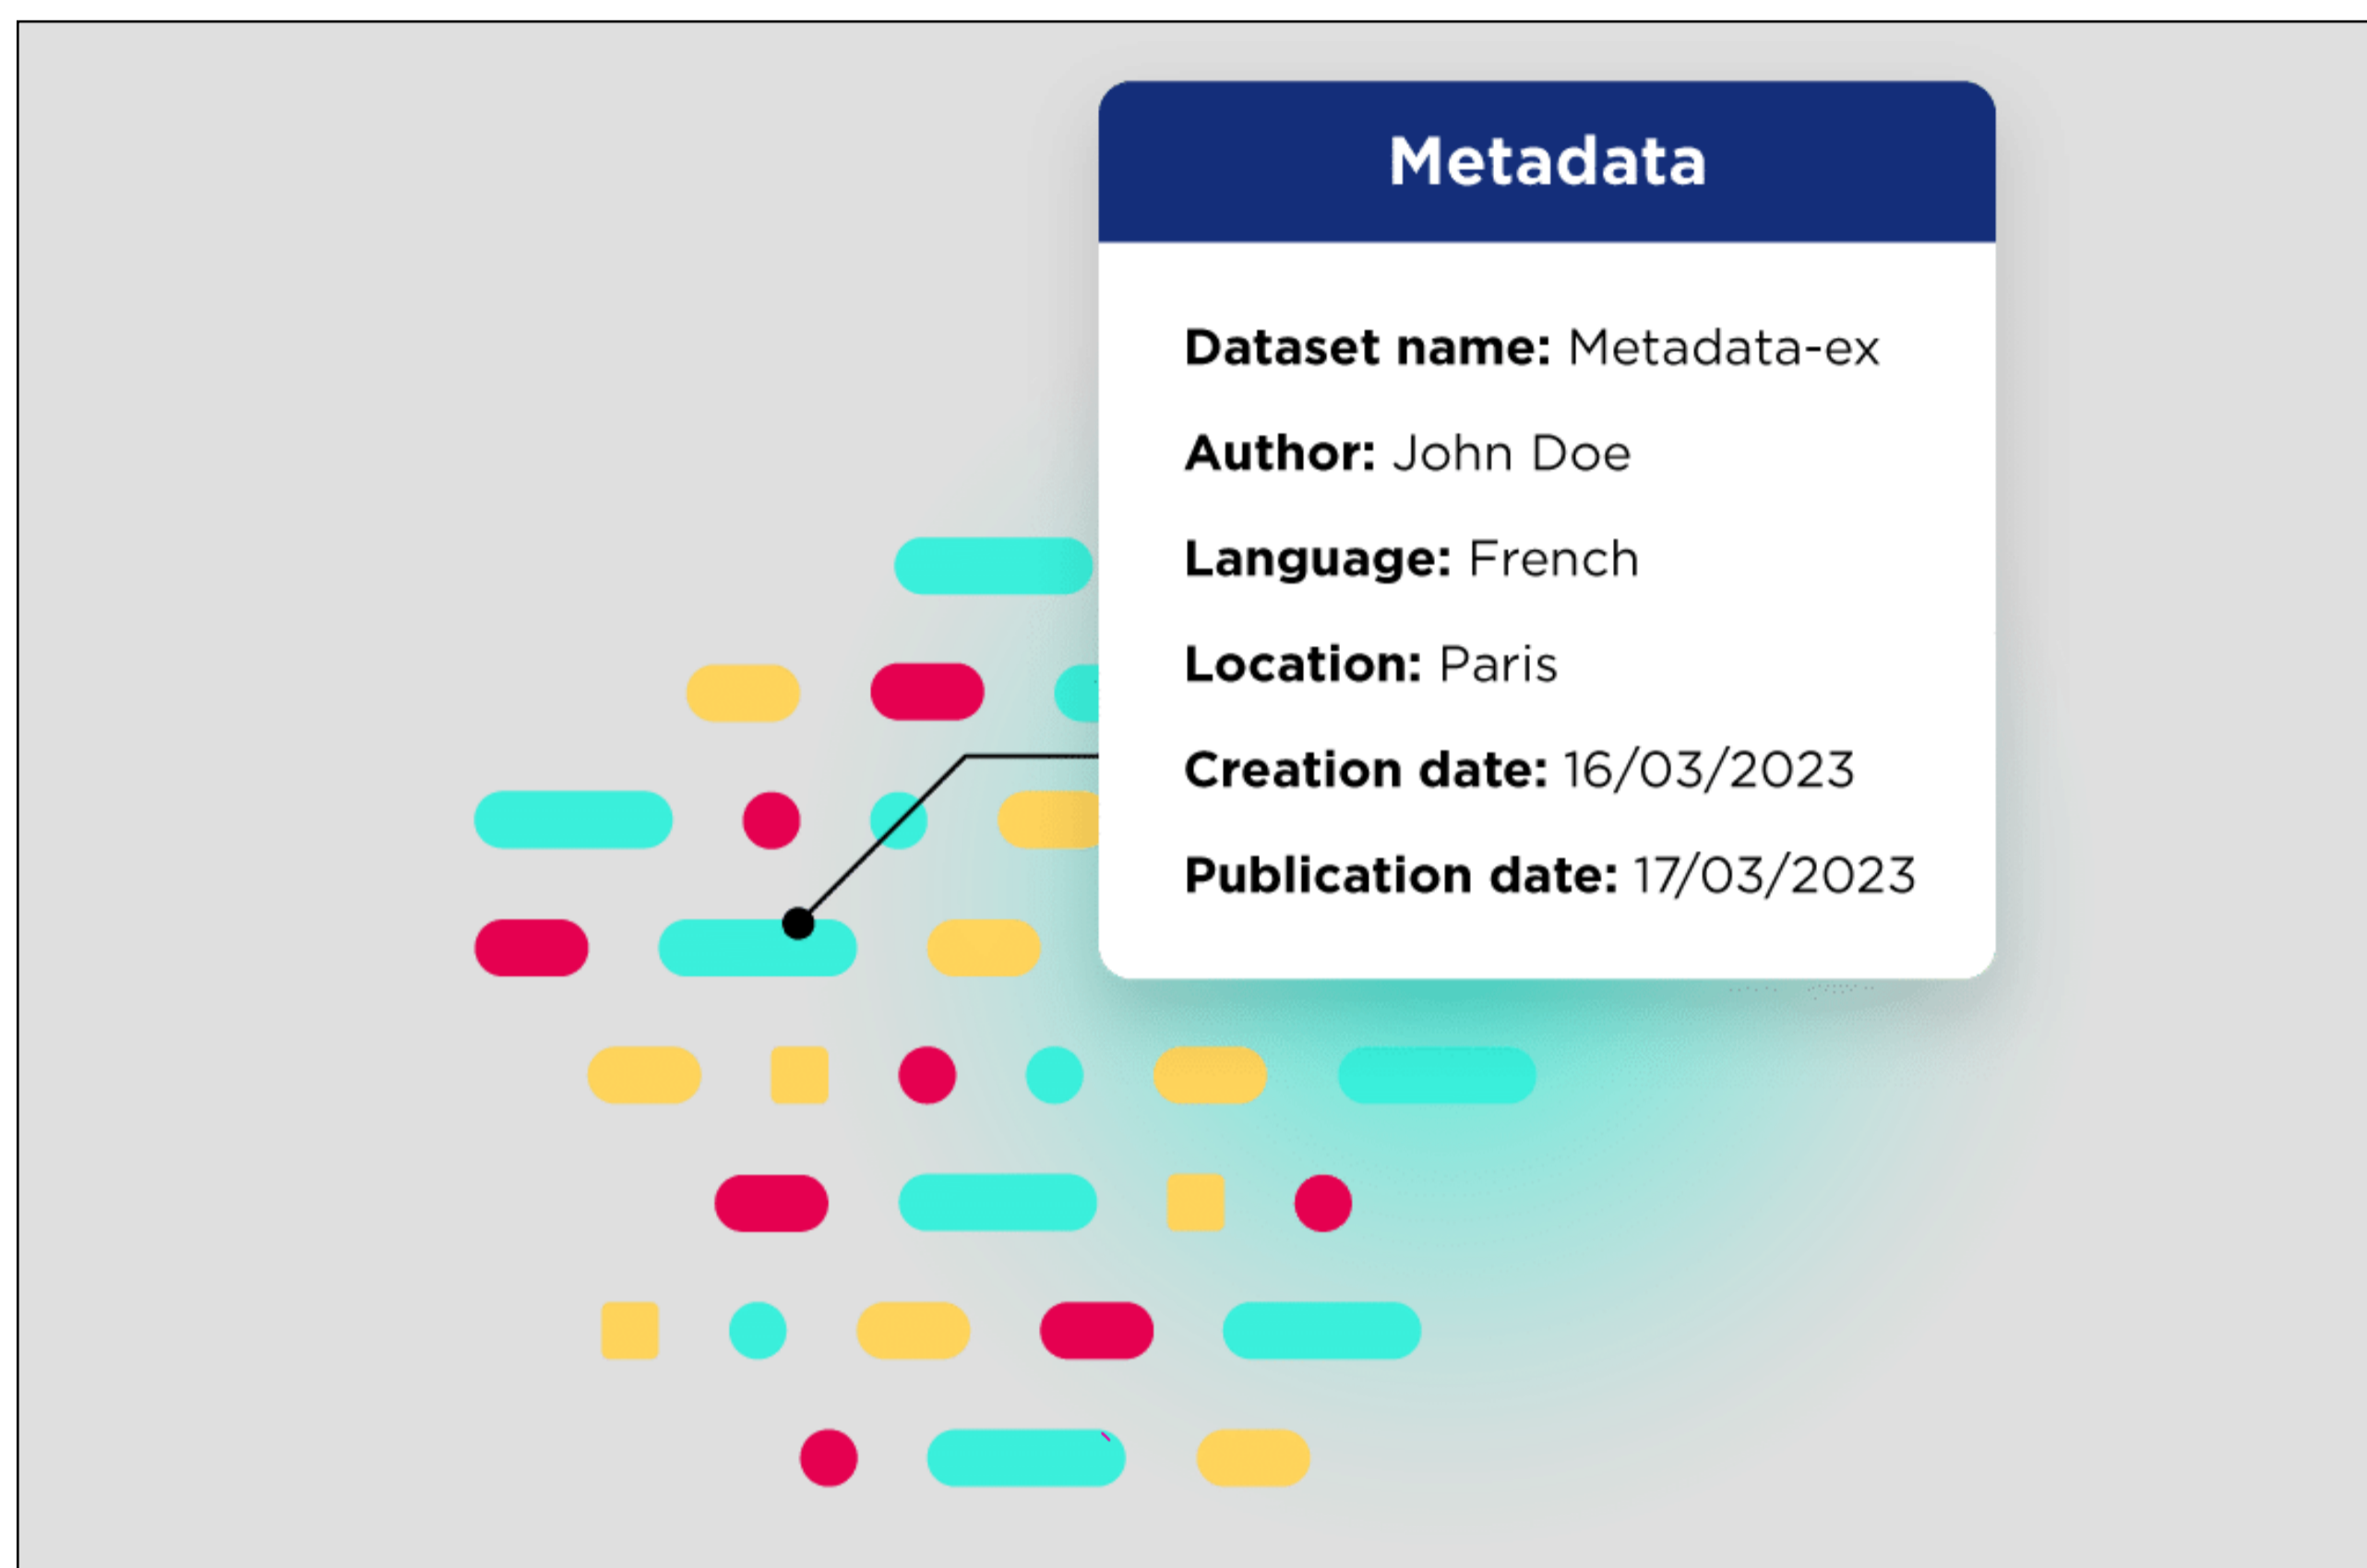 Metadata
Dataset name: Metadata-ex
Author: John Doe
Language: French
Location: Paris
Creation date: 16/03/2023
Publication date: 17/03/2023